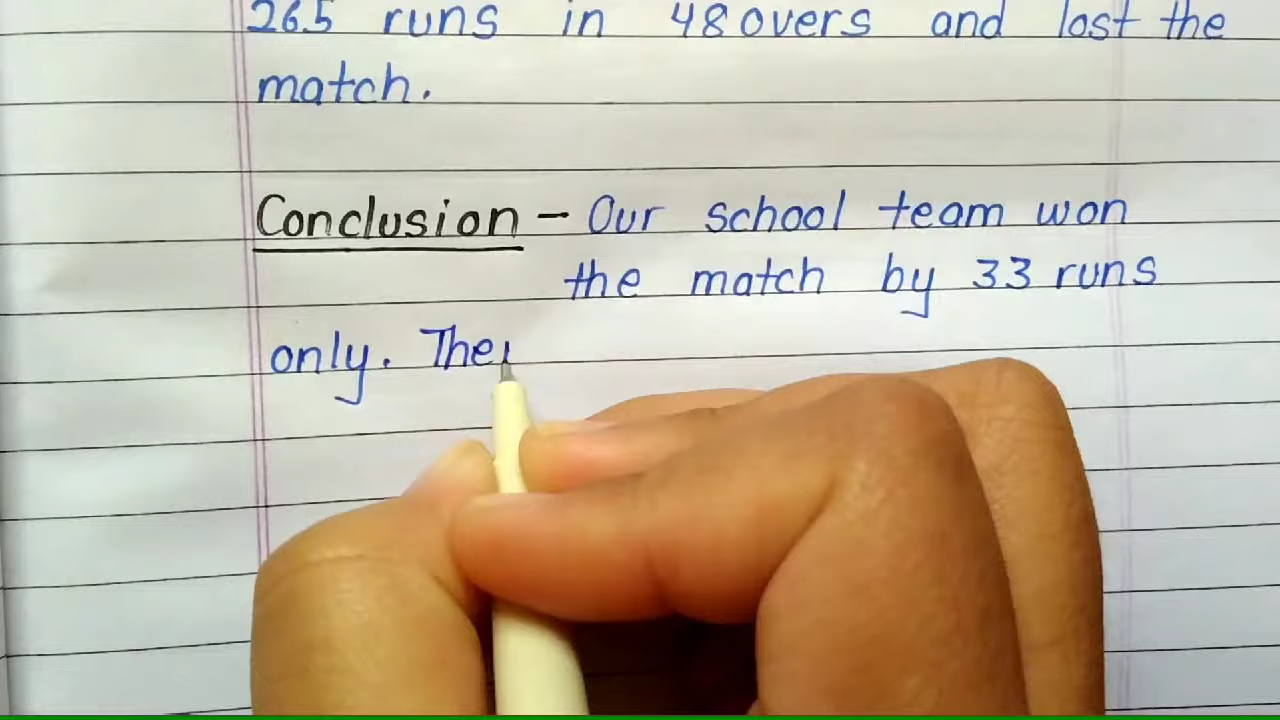 265 runs in 48 overs and lost the
match.
Conclusion - Our school team won
the match by 33 runs
only. The